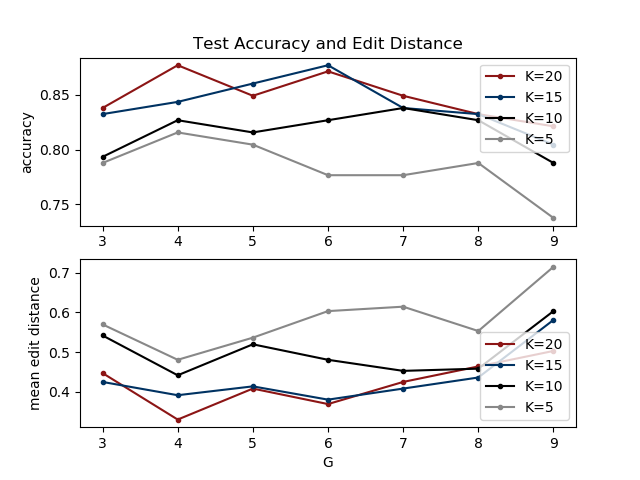 Test Accuracy and Edit Distance
accuracy
0.85
0.80
0.75
K=20
K=15
K=10
K=5
3 4 5 6 7 8 9
mean edit distance
0.7
0.6
0.5
0.4
K=20
K=15
K=10
K=5
3 4 5 6 7 8 9
G